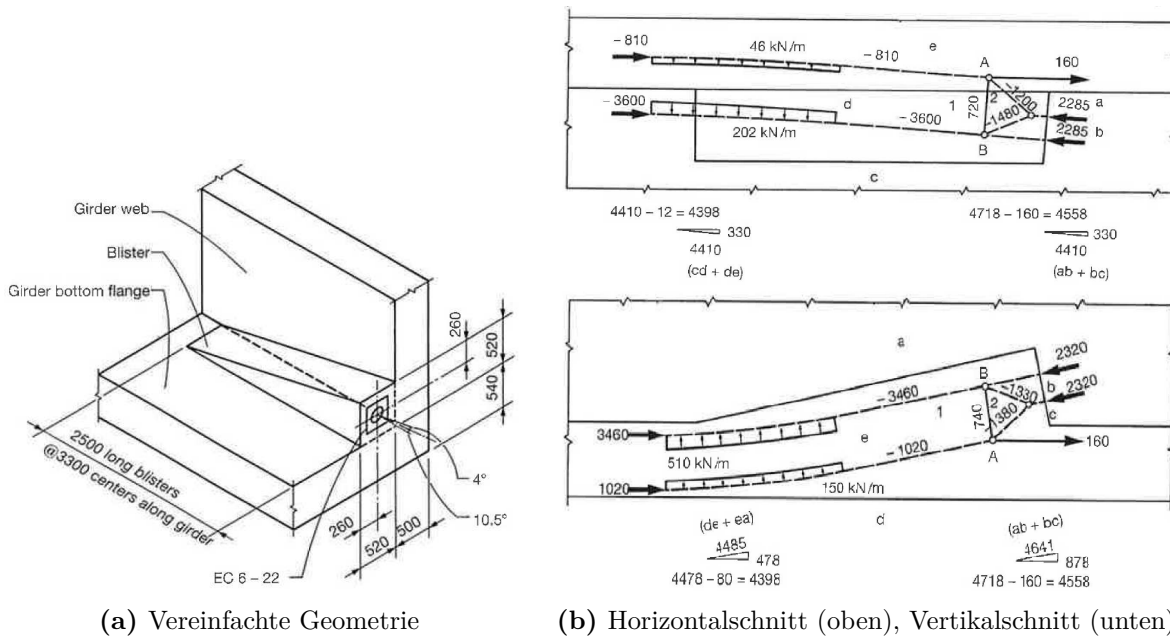 Girder web
Blister
Girder bottom flange
2500 long blisters
@3300 centers along girder
EC 6 – 22
260
520
540
260
520
500
4°
10.5°
(a) Vereinfachte Geometrie
– 810
46 kN/m
– 810
e
A
160
– 3600
d
1
720
2
–1200
–1480
2285
a
– 3600
202 kN/m
B
2285
b
c
4410 – 12 = 4398
330
4410
(cd + de)
4718 – 160 = 4558
330
4410
(ab + bc)
a
B
2320
–1330
b
2320
– 3460
1
740
2
1380
c
3460
510 kN/m
e
– 1020
A
160
1020
150 kN/m
d
(de + ea)
4485
478
4478 – 80 = 4398
(ab + bc)
4641
878
4718 – 160 = 4558
(b) Horizontalschnitt (oben), Vertikalschnitt (unten)